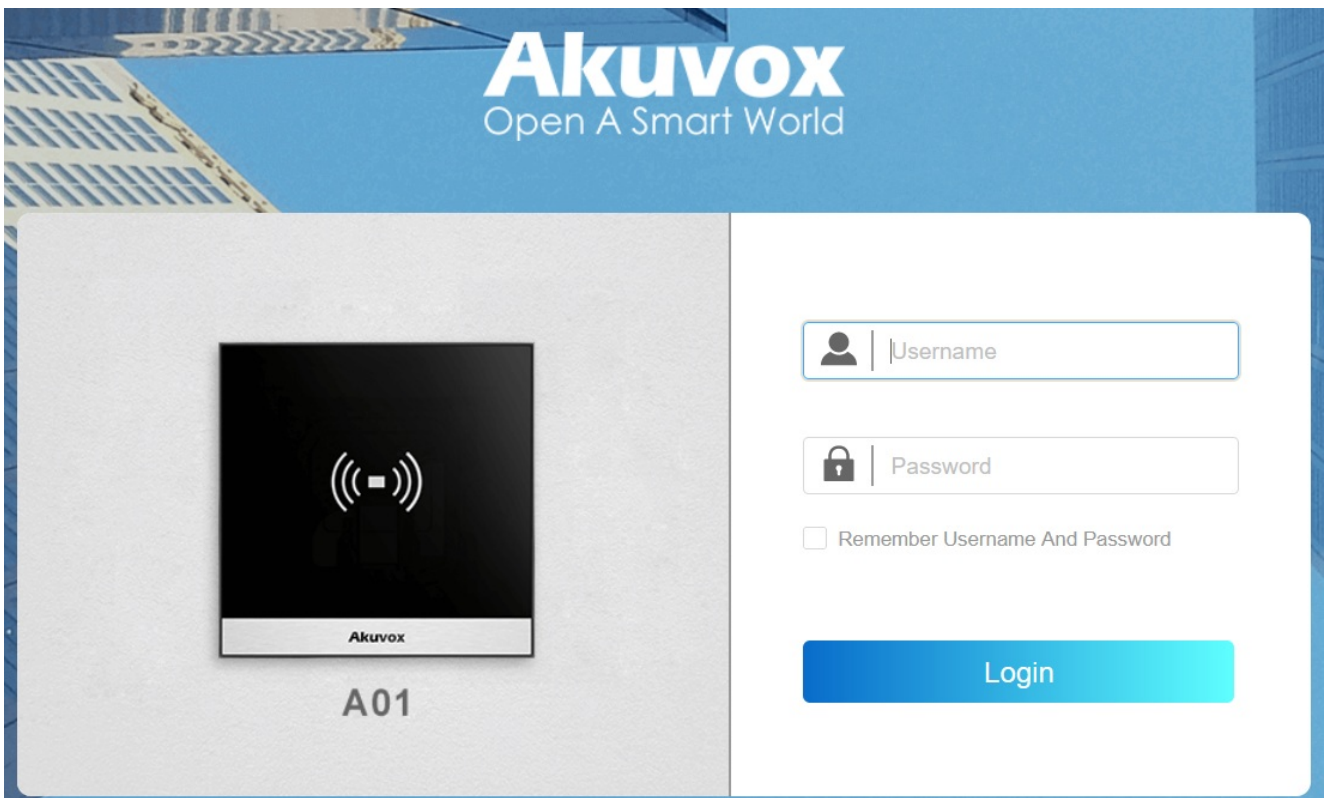 Akuvox
Open A Smart World
Akuvox
A01
Username
Password
Remember Username And Password
Login